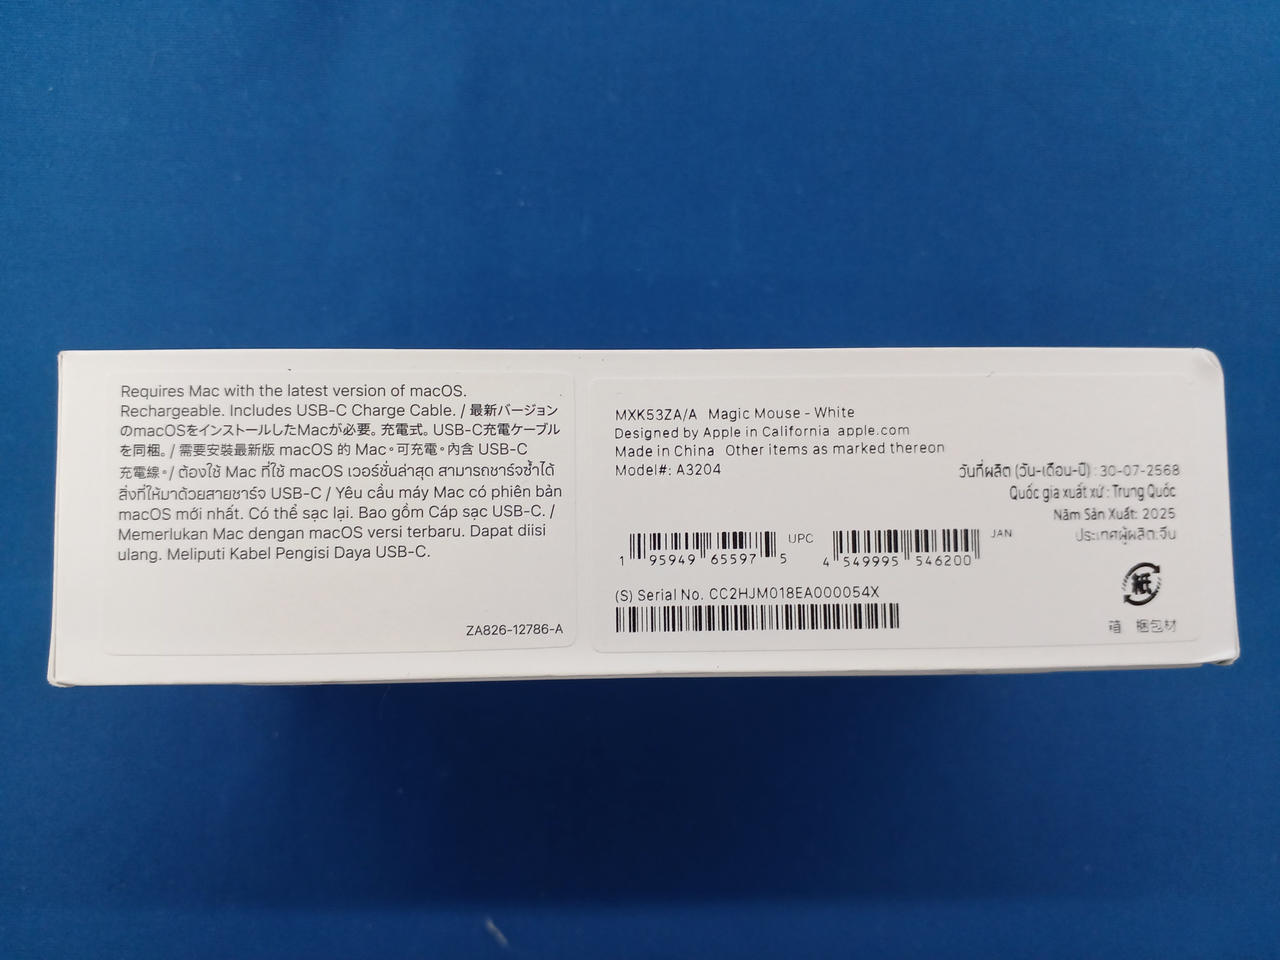 Requires Mac with the latest version of macOS.
Rechargeable. Includes USB-C Charge Cable. / 最新バージョン
のmacOSをインストールしたMacが必要。充電式。USB-C充電ケーブル
を同梱。/ 需要安裝最新版 macOS 的 Mac。可充電。內含 USB-C
充電線。/ ต้องใช้ Mac ที่ใช้ macOS เวอร์ชั่นล่าสุด สามารถชาร์จซ้ำได้
สิ่งที่ให้มาด้วยสายชาร์จ USB-C / Yêu cầu máy Mac có phiên bản
macOS mới nhất. Có thể sạc lại. Bao gồm Cáp sạc USB-C. /
Memerlukan Mac dengan macOS versi terbaru. Dapat diisi
ulang. Meliputi Kabel Pengisi Daya USB-C.
ZA826-12786-A
MXK53ZA/A Magic Mouse - White
Designed by Apple in California apple.com
Made in China Other items as marked thereon
Model#: A3204
วันที่ผลิต (วัน-เดือน-ปี) : 30-07-2568
Quốc gia xuất xứ : Trung Quốc
Năm Sản Xuất: 2025
ประเทศผู้ผลิต:จีน
1 95949 65597 5 UPC
4 549995 546200 JAN
(S) Serial No. CC2HJM018EA000054X
紙
箱 梱包材